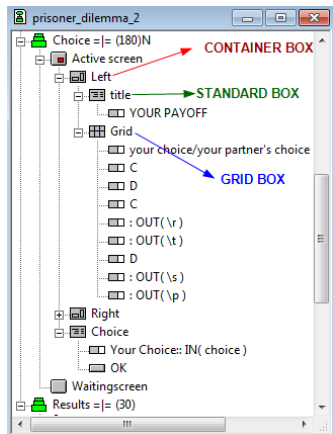 prisoner_dilemma_2
Choice =|= (180)N
CONTAINER BOX
Active screen
Left
title
STANDARD BOX
YOUR PAYOFF
Grid
your choice/your partner's choice
C
GRID BOX
D
C
: OUT( \r )
: OUT( \t )
D
: OUT( \s )
: OUT( \p )
Right
Choice
Your Choice:: IN( choice )
OK
Waitingscreen
Results =|= (30)